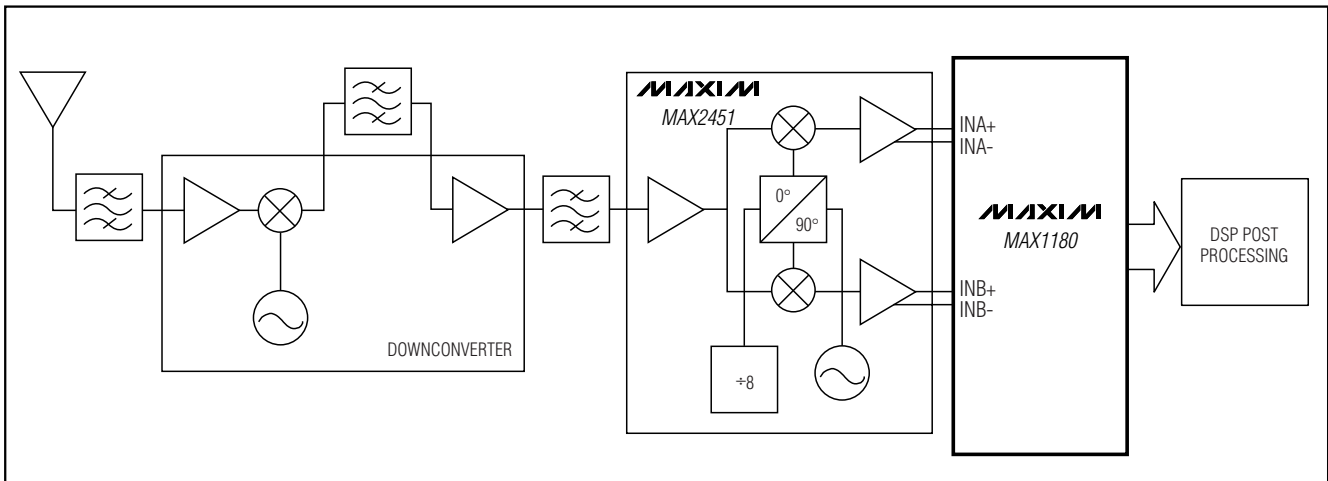 DOWNCONVERTER
MAXIM
MAX2451
0°
90°
÷8
INA+
INA-
MAXIM
MAX1180
INB+
INB-
DSP POST
PROCESSING